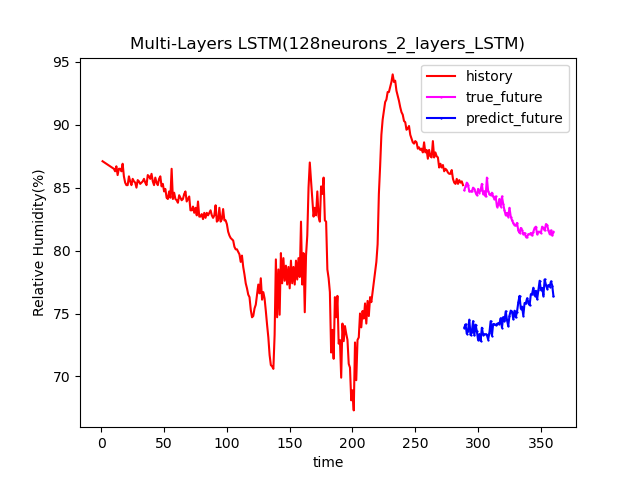 Multi-Layers LSTM(128neurons_2_layers_LSTM)
history
true_future
predict_future
Relative Humidity(%)
95
90
85
80
75
70
0
50
100
150
200
250
300
350
time